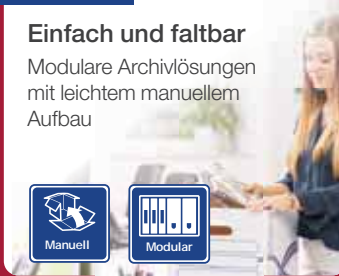 Einfach und faltbar
Modulare Archivlösungen
mit leichtem manuellem
Aufbau
Manuell
Modular